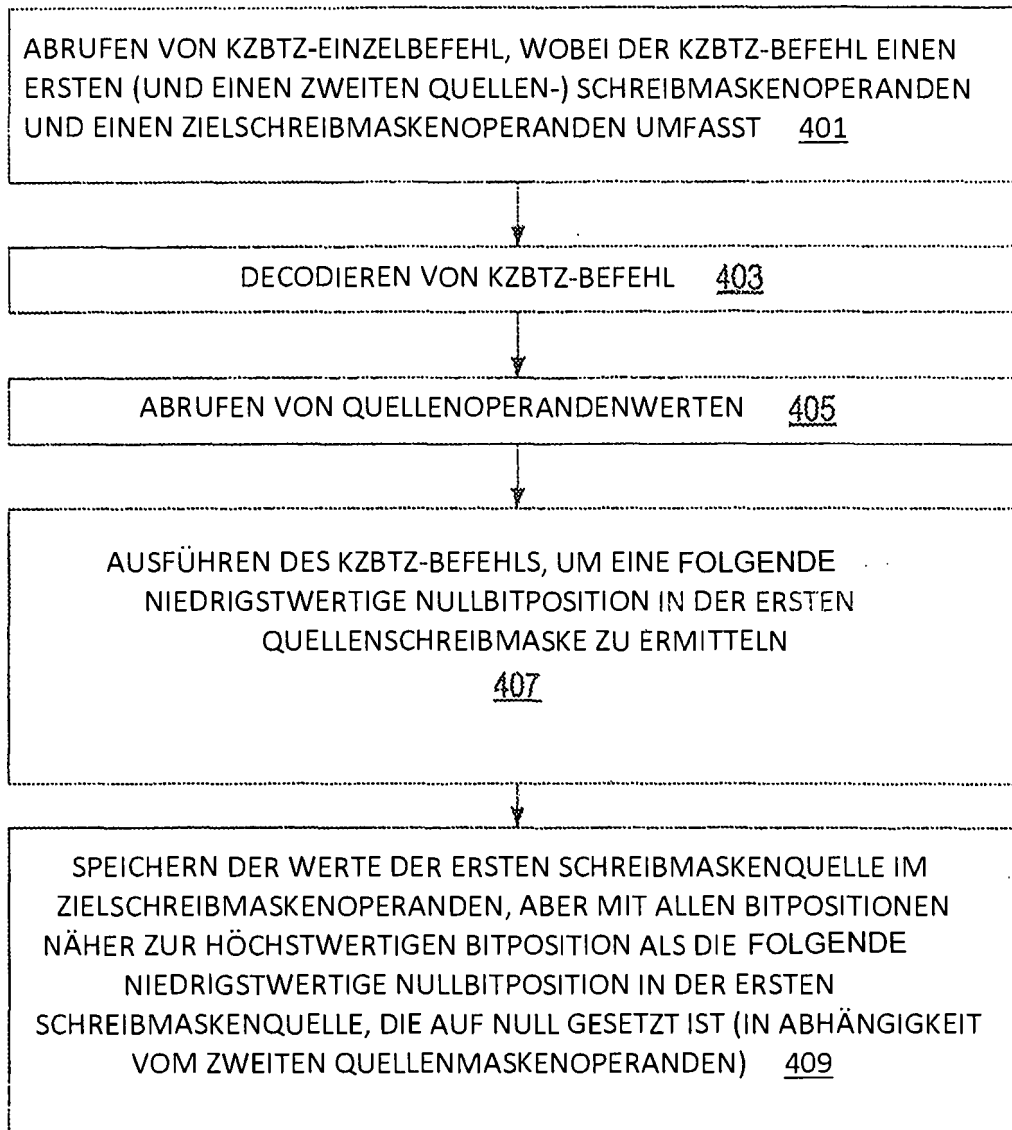 ABRUFEN VON KZBTZ-EINZELBEFEHL, WOBEI DER KZBTZ-BEFEHL EINEN
ERSTEN (UND EINEN ZWEITEN QUELLEN-) SCHREIBMASKENOPERANDEN
UND EINEN ZIELSCHREIBMASKENOPERANDEN UMFASST 401
DECODIEREN VON KZBTZ-BEFEHL 403
ABRUFEN VON QUELLENOPERANDENWERTEN 405
AUSFÜHREN DES KZBTZ-BEFEHLS, UM EINE FOLGENDE
NIEDRIGSTWERTIGE NULLBITPOSITION IN DER ERSTEN
QUELLENSCHREIBMASKE ZU ERMITTELN
407
SPEICHERN DER WERTE DER ERSTEN SCHREIBMASKENQUELLE IM
ZIELSCHREIBMASKENOPERANDEN, ABER MIT ALLEN BITPOSITIONEN
NÄHER ZUR HÖCHSTWERTIGEN BITPOSITION ALS DIE FOLGENDE
NIEDRIGSTWERTIGE NULLBITPOSITION IN DER ERSTEN
SCHREIBMASKENQUELLE, DIE AUF NULL GESETZT IST (IN ABHÄNGIGKEIT
VOM ZWEITEN QUELLENMASKENOPERANDEN) 409